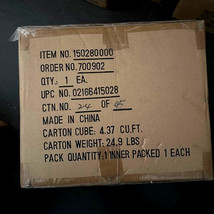 ITEM NO.150280000
ORDER NO.700902
QTY. 1 EA.
UPC NO.02168415028
CTN.NO. 24 OF 65
MADE IN CHINA
CARTON CUBE: 4.37 CU.FT.
CARTON WEIGHT: 24.9 LBS
PACK QUANTITY:1 INNER PACKED 1 EACH